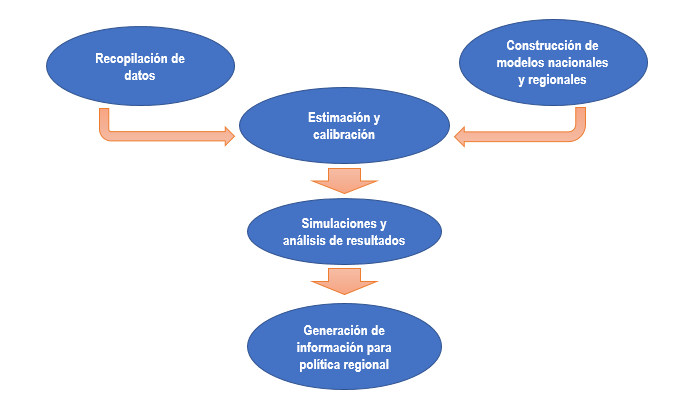 Recopilación de
datos
Construcción de
modelos nacionales
y regionales
Estimación y
calibración
Simulaciones y
análisis de resultados
Generación de
información para
política regional